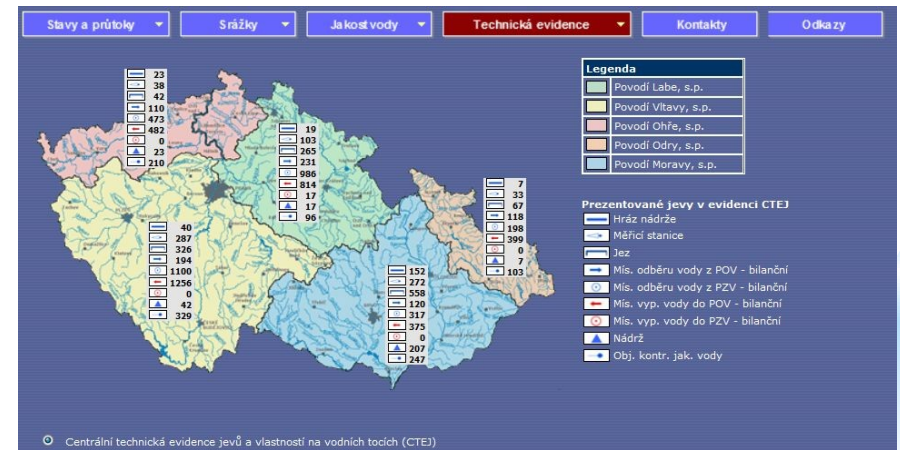 Stavy a průtoky
Srážky
Jakost vody
Technická evidence
Kontakty
Odkazy
23
38
42
110
473
482
0
23
210
19
103
265
231
986
814
17
17
96
7
33
67
118
198
399
0
7
103
40
287
326
194
1100
1256
0
42
329
152
272
558
120
317
375
0
207
247
Legenda
Povodí Labe, s.p.
Povodí Vltavy, s.p.
Povodí Ohře, s.p.
Povodí Odry, s.p.
Povodí Moravy, s.p.
Prezentované jevy v evidenci CTEJ
Hráz nádrže
Měřicí stanice
Jez
Mís. odběru vody z POV - bilanční
Mís. odběru vody z PZV - bilanční
Mís. vyp. vody do POV - bilanční
Mís. vyp. vody do PZV - bilanční
Nádrž
Obj. kontr. jak. vody
Centrální technická evidence jevů a vlastností na vodních tocích (CTEJ)